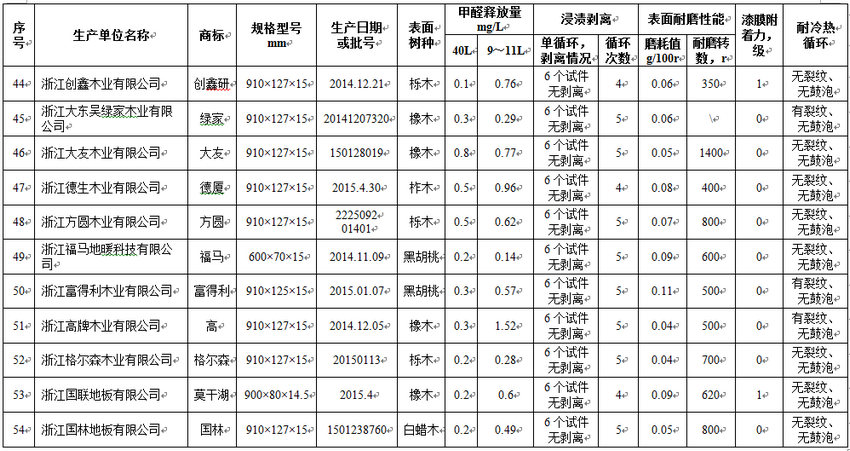 序号 生产单位名称 商标 规格型号 mm 生产日期或批号 表面树种 甲醛释放量 mg/L 浸渍剥离 表面耐磨性能 漆膜附着力,级 耐冷热循环
40L 9～11L 单循环,剥离情况 循环次数 磨耗值 g/100r 耐磨转数,r
44 浙江创鑫木业有限公司 创鑫研 910×127×15 2014.12.21 栎木 0.1 0.76 6个试件无剥离 4 0.06 350 1 无裂纹、无鼓泡
45 浙江大东吴绿家木业有限公司 绿家 910×127×15 20141207320 橡木 0.3 0.29 6个试件无剥离 5 0.06 \ 0 有裂纹、无鼓泡
46 浙江大友木业有限公司 大友 910×127×15 150128019 橡木 0.8 0.77 6个试件无剥离 5 0.05 1400 0 无裂纹、无鼓泡
47 浙江德生木业有限公司 德厦 910×127×15 2015.4.30 柞木 0.5 0.96 6个试件无剥离 4 0.08 400 0 无裂纹、无鼓泡
48 浙江方圆木业有限公司 方圆 910×127×15 2225092 01401 栎木 0.5 0.62 6个试件无剥离 5 0.07 800 0 无裂纹、无鼓泡
49 浙江福马地暖科技有限公司 福马 600×70×15 2014.11.09 黑胡桃 0.2 0.14 6个试件无剥离 5 0.09 600 0 无裂纹、无鼓泡
50 浙江富得利木业有限公司 富得利 910×125×15 2015.01.07 黑胡桃 0.3 0.57 6个试件无剥离 5 0.11 500 0 有裂纹、无鼓泡
51 浙江高牌木业有限公司 高 910×127×15 2014.12.05 橡木 0.3 1.52 6个试件无剥离 5 0.04 500 0 有裂纹、无鼓泡
52 浙江格尔森木业有限公司 格尔森 910×127×15 20150113 栎木 0.2 0.28 6个试件无剥离 5 0.04 700 0 无裂纹、无鼓泡
53 浙江国联地板有限公司 莫干湖 900×80×14.5 2015.4 橡木 0.2 0.6 6个试件无剥离 4 0.09 620 1 无裂纹、无鼓泡
54 浙江国林地板有限公司 国林 910×127×15 1501238760 白蜡木 0.2 0.49 6个试件无剥离 5 0.05 800 0 无裂纹、无鼓泡